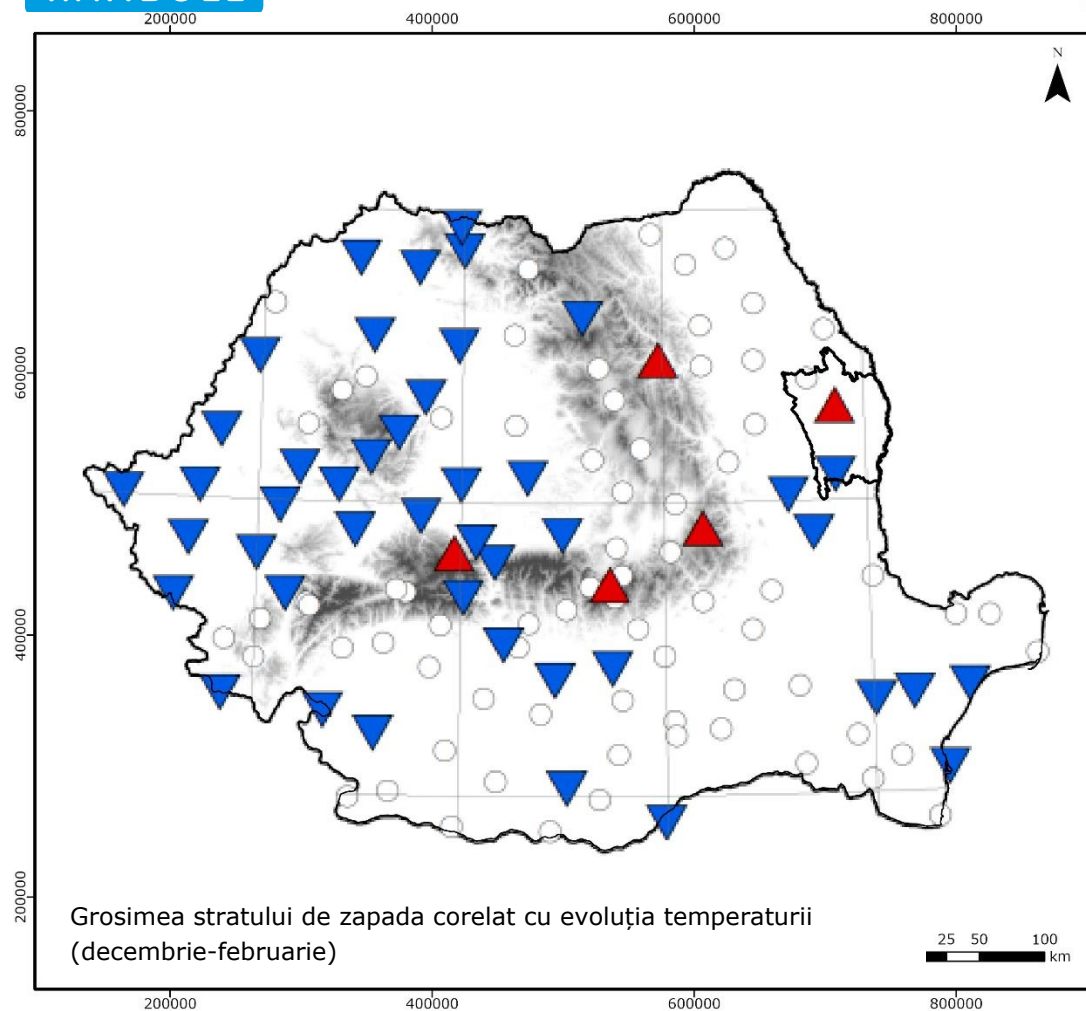 200000 400000 600000 800000
N
800000
600000
400000
200000
Grosimea stratului de zapada corelat cu evoluția temperaturii
(decembrie-februarie)
25 50 100
km
200000 400000 600000 800000